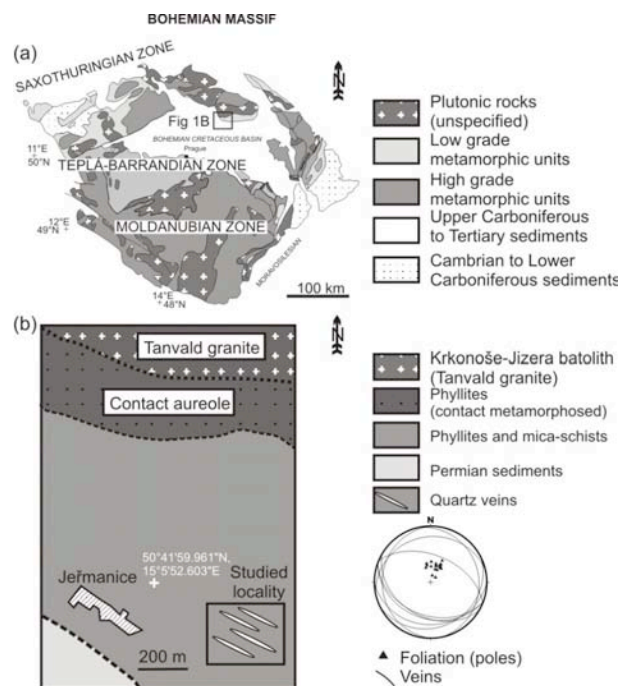 BOHEMIAN MASSIF
(a)
SAXOTHURINGIAN ZONE
N
Fig 1B
BOHEMIAN CRETACEOUS BASIN
Prague
11°E
50°N
TEPLÁ-BARRANDIAN ZONE
12°E
49°N
MOLDANUBIAN ZONE
MORAVOSILESIAN
14°E
48°N
100 km
Plutonic rocks
(unspecified)
Low grade
metamorphic units
High grade
metamorphic units
Upper Carboniferous
to Tertiary sediments
Cambrian to Lower
Carboniferous sediments
(b)
N
Tanvald granite
Contact aureole
50°41'59.961"N,
15°5'52.603"E
Jeřmanice
Studied
locality
200 m
Krkonoše-Jizera batolith
(Tanvald granite)
Phyllites
(contact metamorphosed)
Phyllites and mica-schists
Permian sediments
Quartz veins
N
Foliation (poles)
Veins